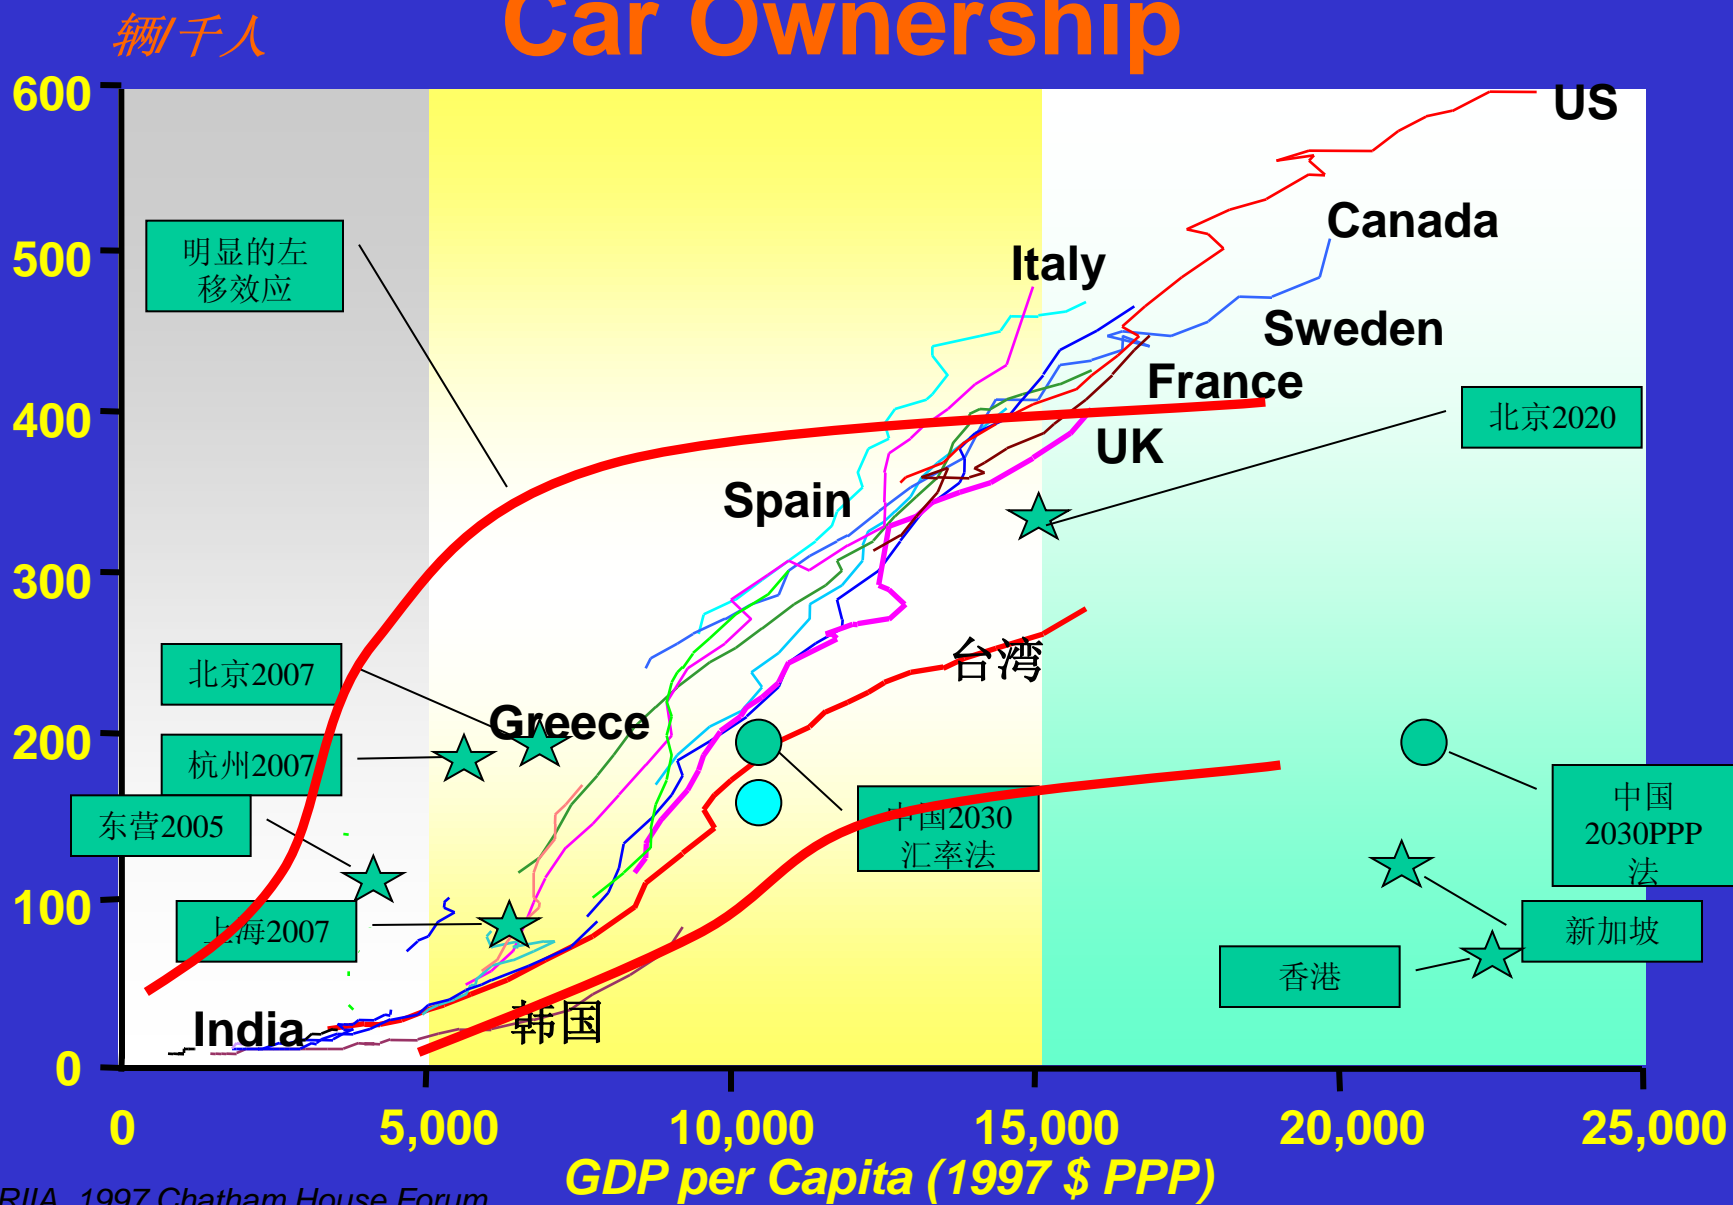 辆/千人
Car Ownership
600
500
400
300
200
100
0
0
5,000
10,000
15,000
20,000
25,000
GDP per Capita (1997 $ PPP)
RIIA, 1997 Chatham House Forum
US
Canada
Italy
Sweden
France
UK
Spain
Greece
India
台湾
韩国
明显的左
移效应
北京2020
北京2007
杭州2007
东营2005
上海2007
中国2030
汇率法
中国
2030PPP
法
新加坡
香港